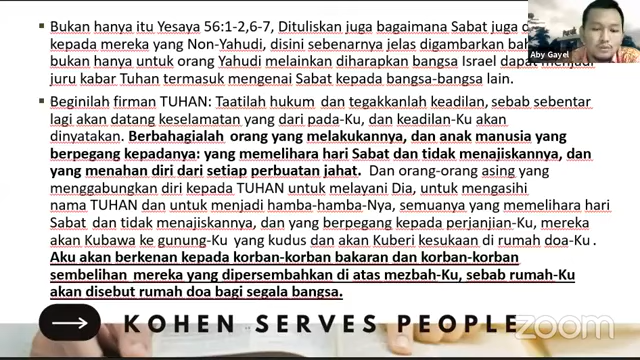 Bukan hanya itu Yesaya 56:1-2,6-7, Dituliskan juga bagaimana Sabat juga
kepada mereka yang Non-Yahudi, disini sebenarnya jelas digambarkan
bukan hanya untuk orang Yahudi melainkan diharapkan bangsa Israel dapat
juru kabar Tuhan termasuk mengenai Sabat kepada bangsa-bangsa lain.
Beginilah firman TUHAN: Taatilah hukum dan tegakkanlah keadilan, sebab sebentar
lagi akan datang keselamatan yang dari pada-Ku, dan keadilan-Ku akan
dinyatakan. Berbahagialah orang yang melakukannya, dan anak manusia yang
berpegang kepadanya: yang memelihara hari Sabat dan tidak menajiskannya, dan
yang menahan diri dari setiap perbuatan jahat. Dan orang-orang asing yang
menggabungkan diri kepada TUHAN untuk melayani Dia, untuk mengasihi
nama TUHAN dan untuk menjadi hamba-hamba-Nya, semuanya yang memelihara hari
Sabat dan tidak menajiskannya, dan yang berpegang kepada perjanjian-Ku, mereka
akan Kubawa ke gunung-Ku yang kudus dan akan Kuberi kesukaan di rumah doa-Ku.
Aku akan berkenan kepada korban-korban bakaran dan korban-korban
sembelihan mereka yang dipersembahkan di atas mezbah-Ku, sebab rumah-Ku
akan disebut rumah doa bagi segala bangsa.
KOHEN SERVES PEOPLE
zoom
Aby Gayel